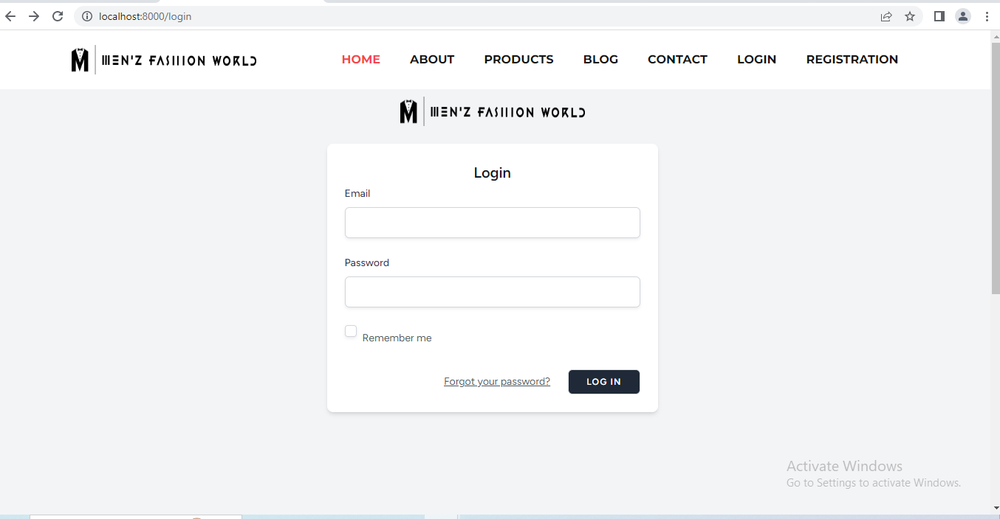 localhost:8000/login
MEN'Z FASHION WORLD HOME ABOUT PRODUCTS BLOG CONTACT LOGIN REGISTRATION
MEN'Z FASHION WORLD
Login
Email
Password
Remember me
Forgot your password? LOG IN
Activate Windows
Go to Settings to activate Windows.